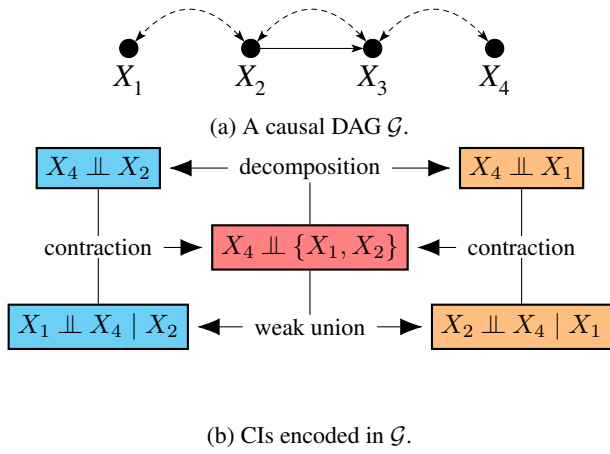 X₁ X₂ X₃ X₄
(a) A causal DAG 𝒢.
X₄ ⫫ X₂ decomposition X₄ ⫫ X₁
contraction X₄ ⫫ {X₁, X₂} contraction
X₁ ⫫ X₄ | X₂ weak union X₂ ⫫ X₄ | X₁
(b) CIs encoded in 𝒢.